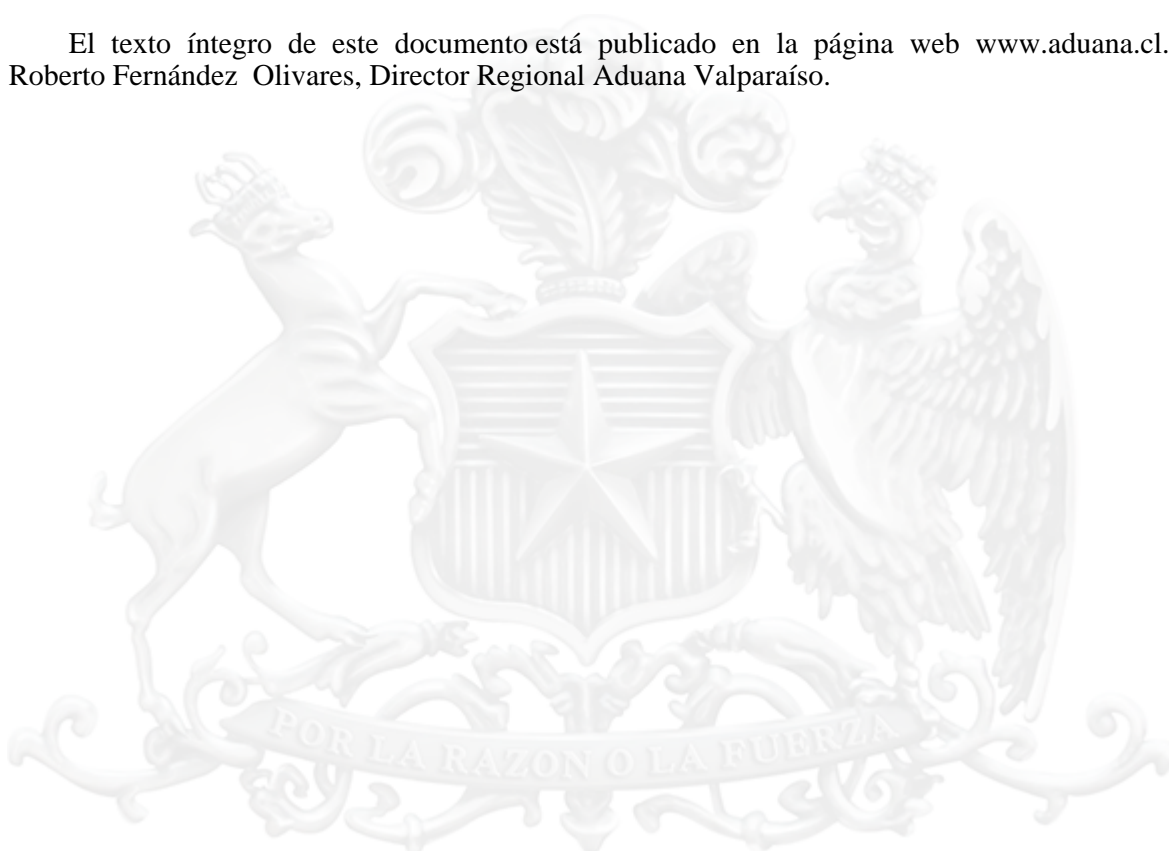 El texto íntegro de este documento está publicado en la página web www.aduana.cl.
Roberto Fernández Olivares, Director Regional Aduana Valparaíso.
POR LA RAZON O LA FUERZA